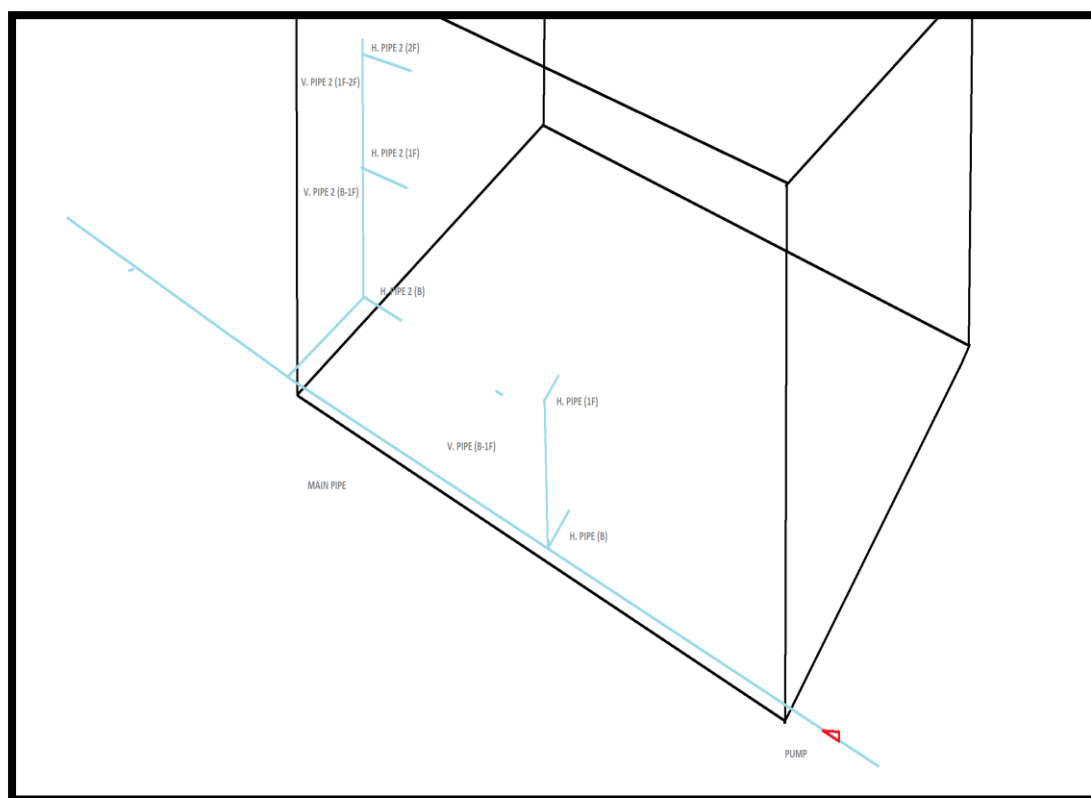 H. PIPE 2 (2F)
V. PIPE 2 (1F-2F)
H. PIPE 2 (1F)
V. PIPE 2 (B-1F)
H. PIPE 2 (B)
H. PIPE (1F)
V. PIPE (B-1F)
MAIN PIPE
H. PIPE (B)
PUMP